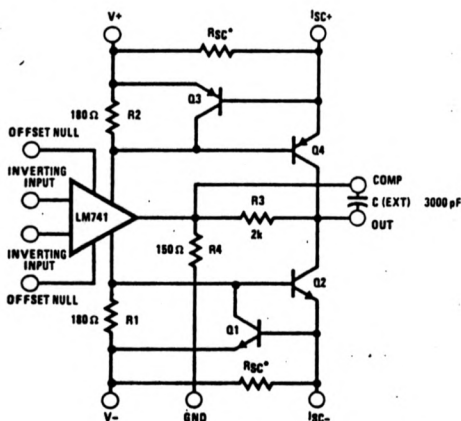 V+
ISC+
RSC*
Q3
180Ω
R2
OFFSET NULL
Q4
INVERTING
INPUT
COMP
LM741
R3
C (EXT) 3000 pF
2k
OUT
INVERTING
INPUT
150Ω
R4
OFFSET NULL
Q2
180Ω
R1
Q1
RSC*
V−
GND
ISC−